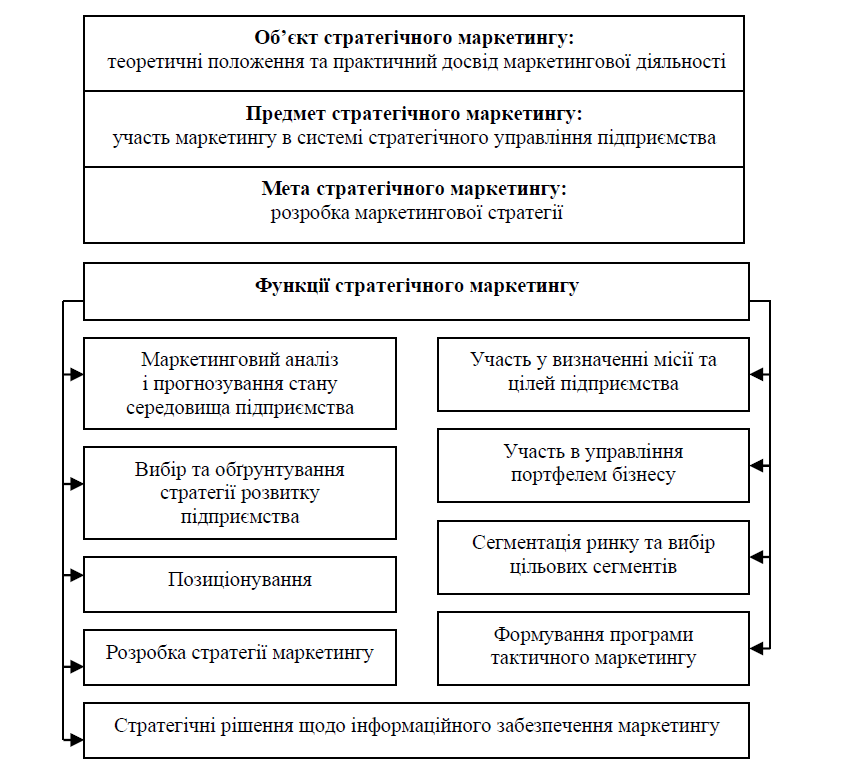 Об’єкт стратегічного маркетингу:
теоретичні положення та практичний досвід маркетингової діяльності
Предмет стратегічного маркетингу:
участь маркетингу в системі стратегічного управління підприємства
Мета стратегічного маркетингу:
розробка маркетингової стратегії
Функції стратегічного маркетингу
Маркетинговий аналіз
і прогнозування стану
середовища підприємства
Вибір та обґрунтування
стратегії розвитку
підприємства
Позиціонування
Розробка стратегії маркетингу
Участь у визначенні місії та
цілей підприємства
Участь в управління
портфелем бізнесу
Сегментація ринку та вибір
цільових сегментів
Формування програми
тактичного маркетингу
Стратегічні рішення щодо інформаційного забезпечення маркетингу